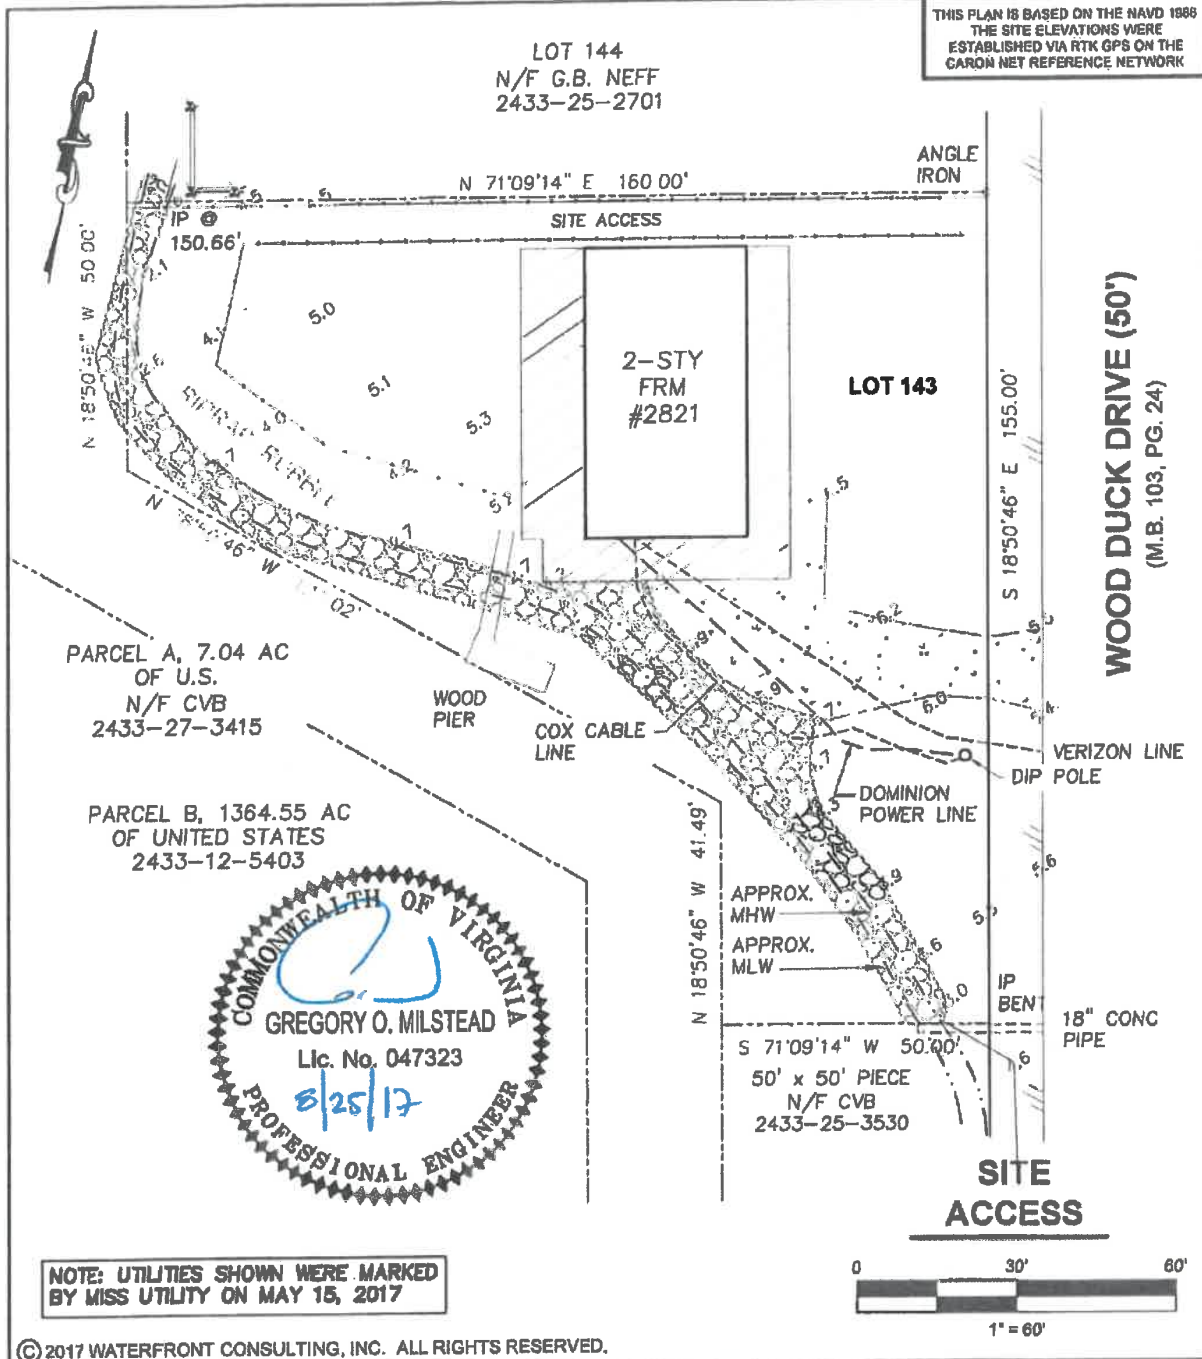 THIS PLAN IS BASED ON THE NAVD 1988
THE SITE ELEVATIONS WERE
ESTABLISHED VIA RTK GPS ON THE
CARON NET REFERENCE NETWORK
LOT 144
N/F G.B. NEFF
2433-25-2701
ANGLE
IRON
N 71°09'14" E 160.00'
SITE ACCESS
IP @
150.66'
N 18°50'46" W 50.00'
5.0
5.1
5.3
4.0
2-STY
FRM
#2821
LOT 143
S 18°50'46" E 155.00'
WOOD DUCK DRIVE (50')
(M.B. 103, PG. 24)
RIPRAP RUBBLE
6.2
6.0
PARCEL A, 7.04 AC
OF U.S.
N/F CVB
2433-27-3415
WOOD
PIER
COX CABLE
LINE
VERIZON LINE
DIP POLE
DOMINION
POWER LINE
PARCEL B, 1364.55 AC
OF UNITED STATES
2433-12-5403
N 18°50'46" W 41.49'
APPROX.
MHW
APPROX.
MLW
IP
BENT
18" CONC
PIPE
S 71°09'14" W 50.00'
50' x 50' PIECE
N/F CVB
2433-25-3530
COMMONWEALTH OF VIRGINIA
GREGORY O. MILSTEAD
Lic. No. 047323
8/25/17
PROFESSIONAL ENGINEER
SITE
ACCESS
0 30' 60'
1" = 60'
NOTE: UTILITIES SHOWN WERE MARKED
BY MISS UTILITY ON MAY 15, 2017
© 2017 WATERFRONT CONSULTING, INC. ALL RIGHTS RESERVED.